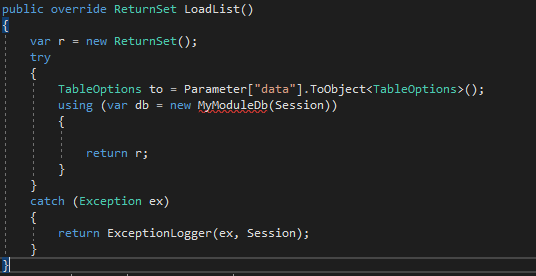 public override ReturnSet LoadList()
{
    var r = new ReturnSet();
    try
    {
        TableOptions to = Parameter["data"].ToObject<TableOptions>();
        using (var db = new MyModuleDb(Session))
        {

            return r;
        }
    }
    catch (Exception ex)
    {
        return ExceptionLogger(ex, Session);
    }
}